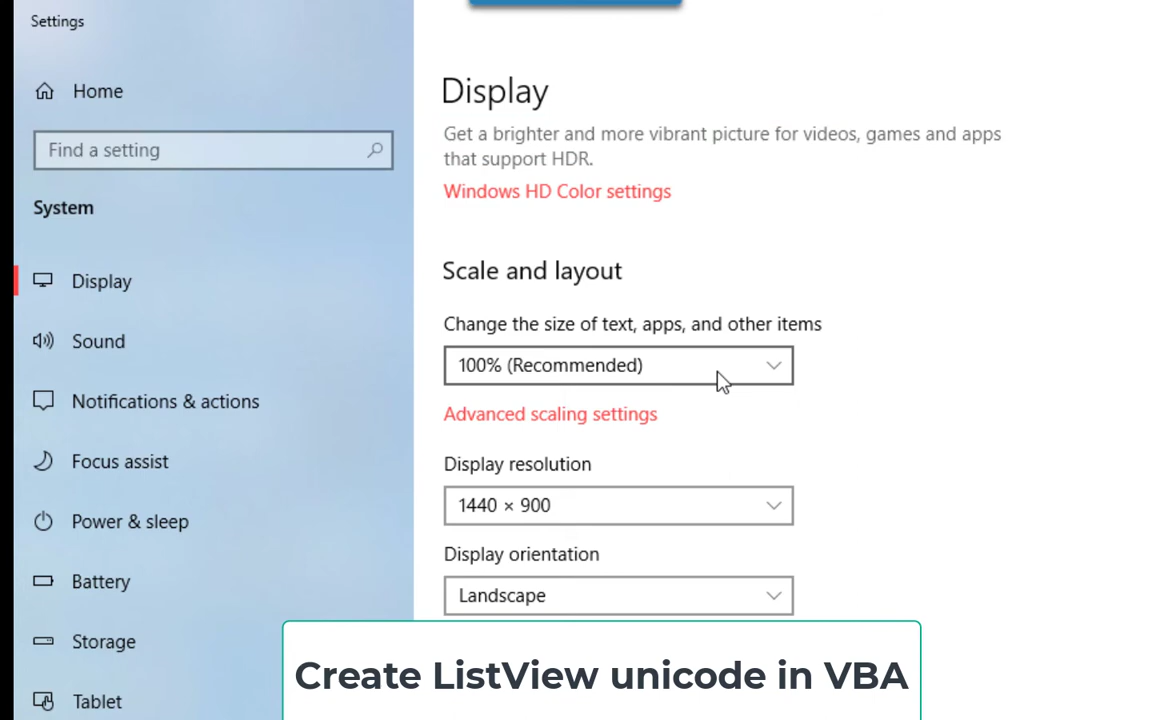 Settings
Home
Find a setting
System
Display
Sound
Notifications & actions
Focus assist
Power & sleep
Battery
Storage
Tablet
Display
Get a brighter and more vibrant picture for videos, games and apps
that support HDR.
Windows HD Color settings
Scale and layout
Change the size of text, apps, and other items
100% (Recommended)
Advanced scaling settings
Display resolution
1440 × 900
Display orientation
Landscape
Create ListView unicode in VBA